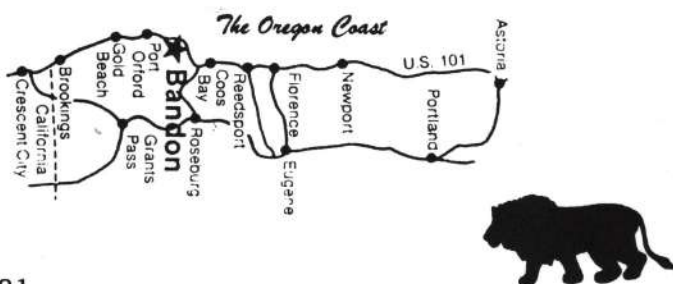 The Oregon Coast
U.S. 101
Astoria
Portland
Newport
Florence
Eugene
Reedsport
Coos
Bay
Roseburg
Bandon
Port
Orford
Grants
Pass
Gold
Beach
Brookings
California
Crescent City